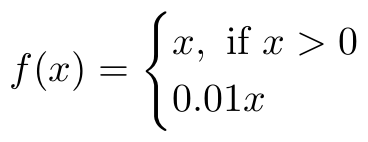 f(x) = { x, if x > 0
0.01x